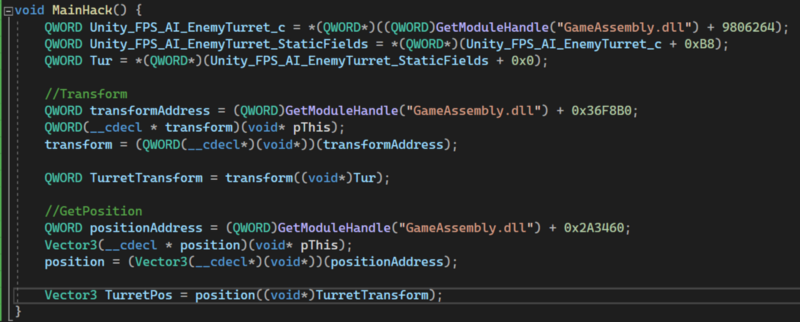 void MainHack() {
QWORD Unity_FPS_AI_EnemyTurret_c = *(QWORD*)((QWORD)GetModuleHandle("GameAssembly.dll") + 9806264);
QWORD Unity_FPS_AI_EnemyTurret_StaticFields = *(QWORD*)(Unity_FPS_AI_EnemyTurret_c + 0xB8);
QWORD Tur = *(QWORD*)(Unity_FPS_AI_EnemyTurret_StaticFields + 0x0);
//Transform
QWORD transformAddress = (QWORD)GetModuleHandle("GameAssembly.dll") + 0x36F8B0;
QWORD(__cdecl * transform)(void* pThis);
transform = (QWORD(__cdecl*)(void*))(transformAddress);
QWORD TurretTransform = transform((void*)Tur);
//GetPosition
QWORD positionAddress = (QWORD)GetModuleHandle("GameAssembly.dll") + 0x2A3460;
Vector3(__cdecl * position)(void* pThis);
position = (Vector3(__cdecl*)(void*))(positionAddress);
Vector3 TurretPos = position((void*)TurretTransform);
}